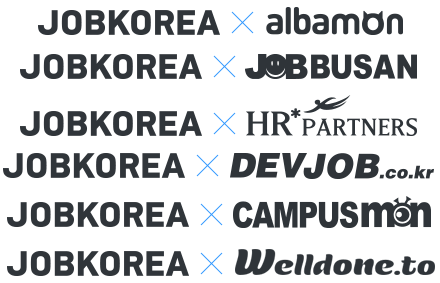 JOBKOREA × albamon
JOBKOREA × JOBBUSAN
JOBKOREA × HR*PARTNERS
JOBKOREA × DEVJOB.co.kr
JOBKOREA × CAMPUSmon
JOBKOREA × Welldone.to